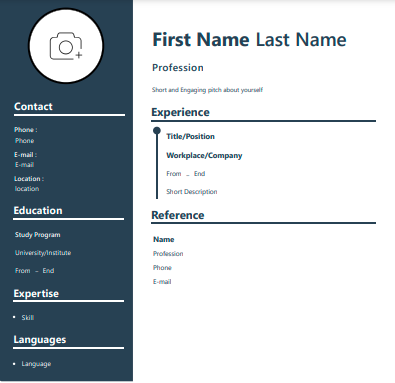 First Name Last Name
Profession
Short and Engaging pitch about yourself
Contact
Phone :
Phone
E-mail :
E-mail
Location :
location
Education
Study Program
University/Institute
From – End
Expertise
• Skill
Languages
• Language
Experience
Title/Position
Workplace/Company
From – End
Short Description
Reference
Name
Profession
Phone
E-mail